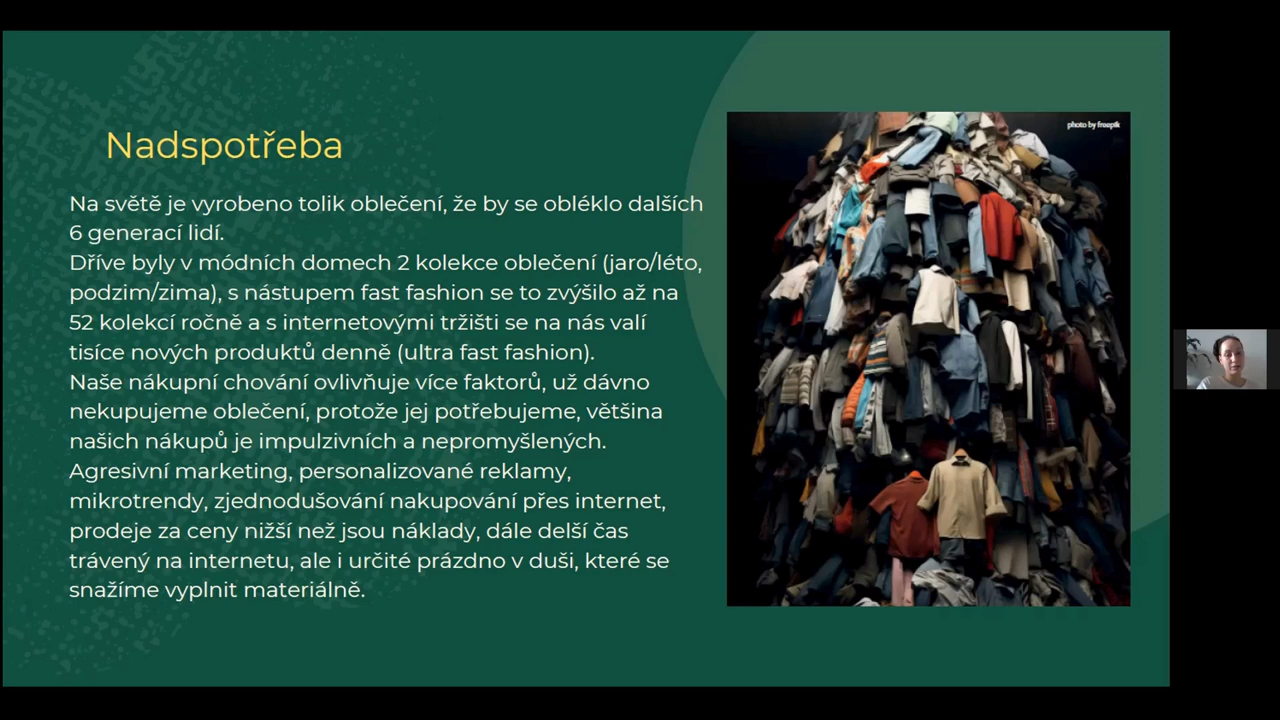 photo by freepik
Nadspotřeba
Na světě je vyrobeno tolik oblečení, že by se obléklo dalších
6 generací lidí.
Dříve byly v módních domech 2 kolekce oblečení (jaro/léto,
podzim/zima), s nástupem fast fashion se to zvýšilo až na
52 kolekcí ročně a s internetovými tržišti se na nás valí
tisíce nových produktů denně (ultra fast fashion).
Naše nákupní chování ovlivňuje více faktorů, už dávno
nekupujeme oblečení, protože jej potřebujeme, většina
našich nákupů je impulzivních a nepromyšlených.
Agresivní marketing, personalizované reklamy,
mikrotrendy, zjednodušování nakupování přes internet,
prodeje za ceny nižší než jsou náklady, dále delší čas
trávený na internetu, ale i určité prázdno v duši, které se
snažíme vyplnit materiálně.